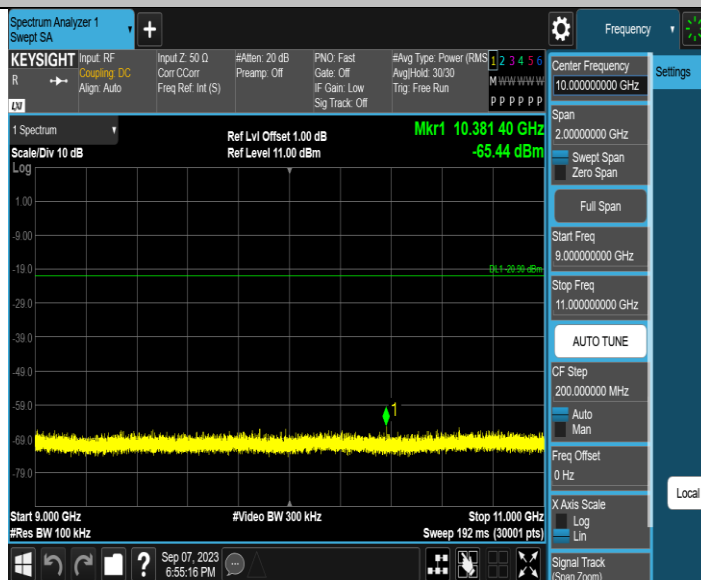 Spectrum Analyzer 1
Swept SA
+
Frequency
KEYSIGHT
R
LXI
Input: RF
Coupling: DC
Align: Auto
Input Z: 50 Ω
Corr CCorr
Freq Ref: Int (S)
#Atten: 20 dB
Preamp: Off
PNO: Fast
Gate: Off
IF Gain: Low
Sig Track: Off
#Avg Type: Power (RMS
Avg|Hold: 30/30
Trig: Free Run
1 2 3 4 5 6
M W W W W W
P P P P P P
1 Spectrum
Scale/Div 10 dB
Log
Ref Lvl Offset 1.00 dB
Ref Level 11.00 dBm
Mkr1 10.381 40 GHz
-65.44 dBm
1.00
-9.00
-19.0
-29.0
-39.0
-49.0
-59.0
-69.0
-79.0
DL1 -20.90 dBm
1
Start 9.000 GHz
#Res BW 100 kHz
#Video BW 300 kHz
Stop 11.000 GHz
Sweep 192 ms (30001 pts)
?
Sep 07, 2023
6:55:16 PM
Center Frequency
10.000000000 GHz
Span
2.00000000 GHz
Swept Span
Zero Span
Full Span
Start Freq
9.000000000 GHz
Stop Freq
11.000000000 GHz
AUTO TUNE
CF Step
200.000000 MHz
Auto
Man
Freq Offset
0 Hz
X Axis Scale
Log
Lin
Signal Track
(Span Zoom)
Settings
Local